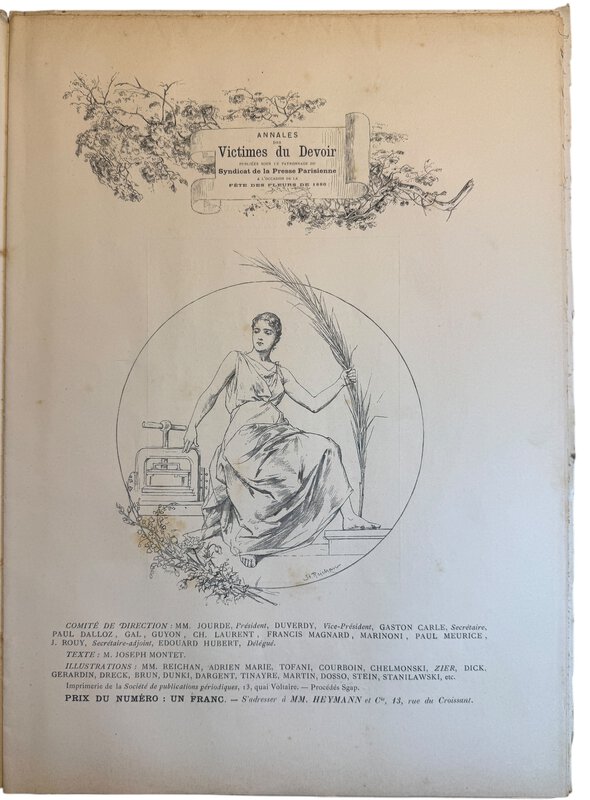 ANNALES
DES
Victimes du Devoir
PUBLIÉES SOUS LE PATRONNAGE DU
Syndicat de la Presse Parisienne
A L'OCCASION DE LA
FÊTE DES FLEURS DE 1886
COMITÉ DE DIRECTION : MM. JOURDE, Président, DUVERDY, Vice-Président, GASTON CARLE, Secrétaire,
PAUL DALLOZ, GAL, GUYON, CH. LAURENT, FRANCIS MAGNARD, MARINONI, PAUL MEURICE,
J. ROUY, Secrétaire-adjoint, EDOUARD HUBERT, Délégué.
TEXTE : M. JOSEPH MONTET.
ILLUSTRATIONS : MM. REICHAN, ADRIEN MARIE, TOFANI, COURBOIN, CHELMONSKI, ZIER, DICK,
GERARDIN, DRECK, BRUN, DUNKI, DARGENT, TINAYRE, MARTIN, DOSSO, STEIN, STANILAWSKI, etc.
Imprimerie de la Société de publications périodiques, 13, quai Voltaire. — Procédés Sgap.
PRIX DU NUMÉRO : UN FRANC. — S'adresser à MM. HEYMANN et Cie, 13, rue du Croissant.